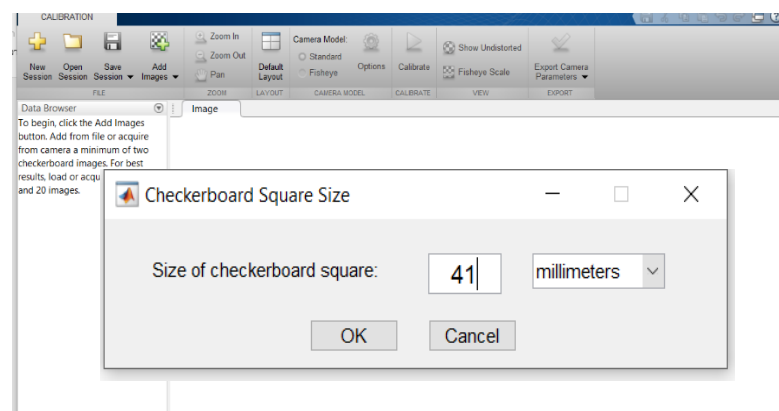 CALIBRATION
Zoom In
Zoom Out
Pan
Camera Model:
Standard
Fisheye
Show Undistorted
Fisheye Scale
New Session
Open Session
Save Session
Add Images
Default Layout
Options
Calibrate
Export Camera Parameters
FILE
ZOOM
LAYOUT
CAMERA MODEL
CALIBRATE
VIEW
EXPORT
Data Browser
Image
To begin, click the Add Images
button. Add from file or acquire
from camera a minimum of two
checkerboard images. For best
results, load or acqu
and 20 images.
Checkerboard Square Size
Size of checkerboard square:
41
millimeters
OK
Cancel